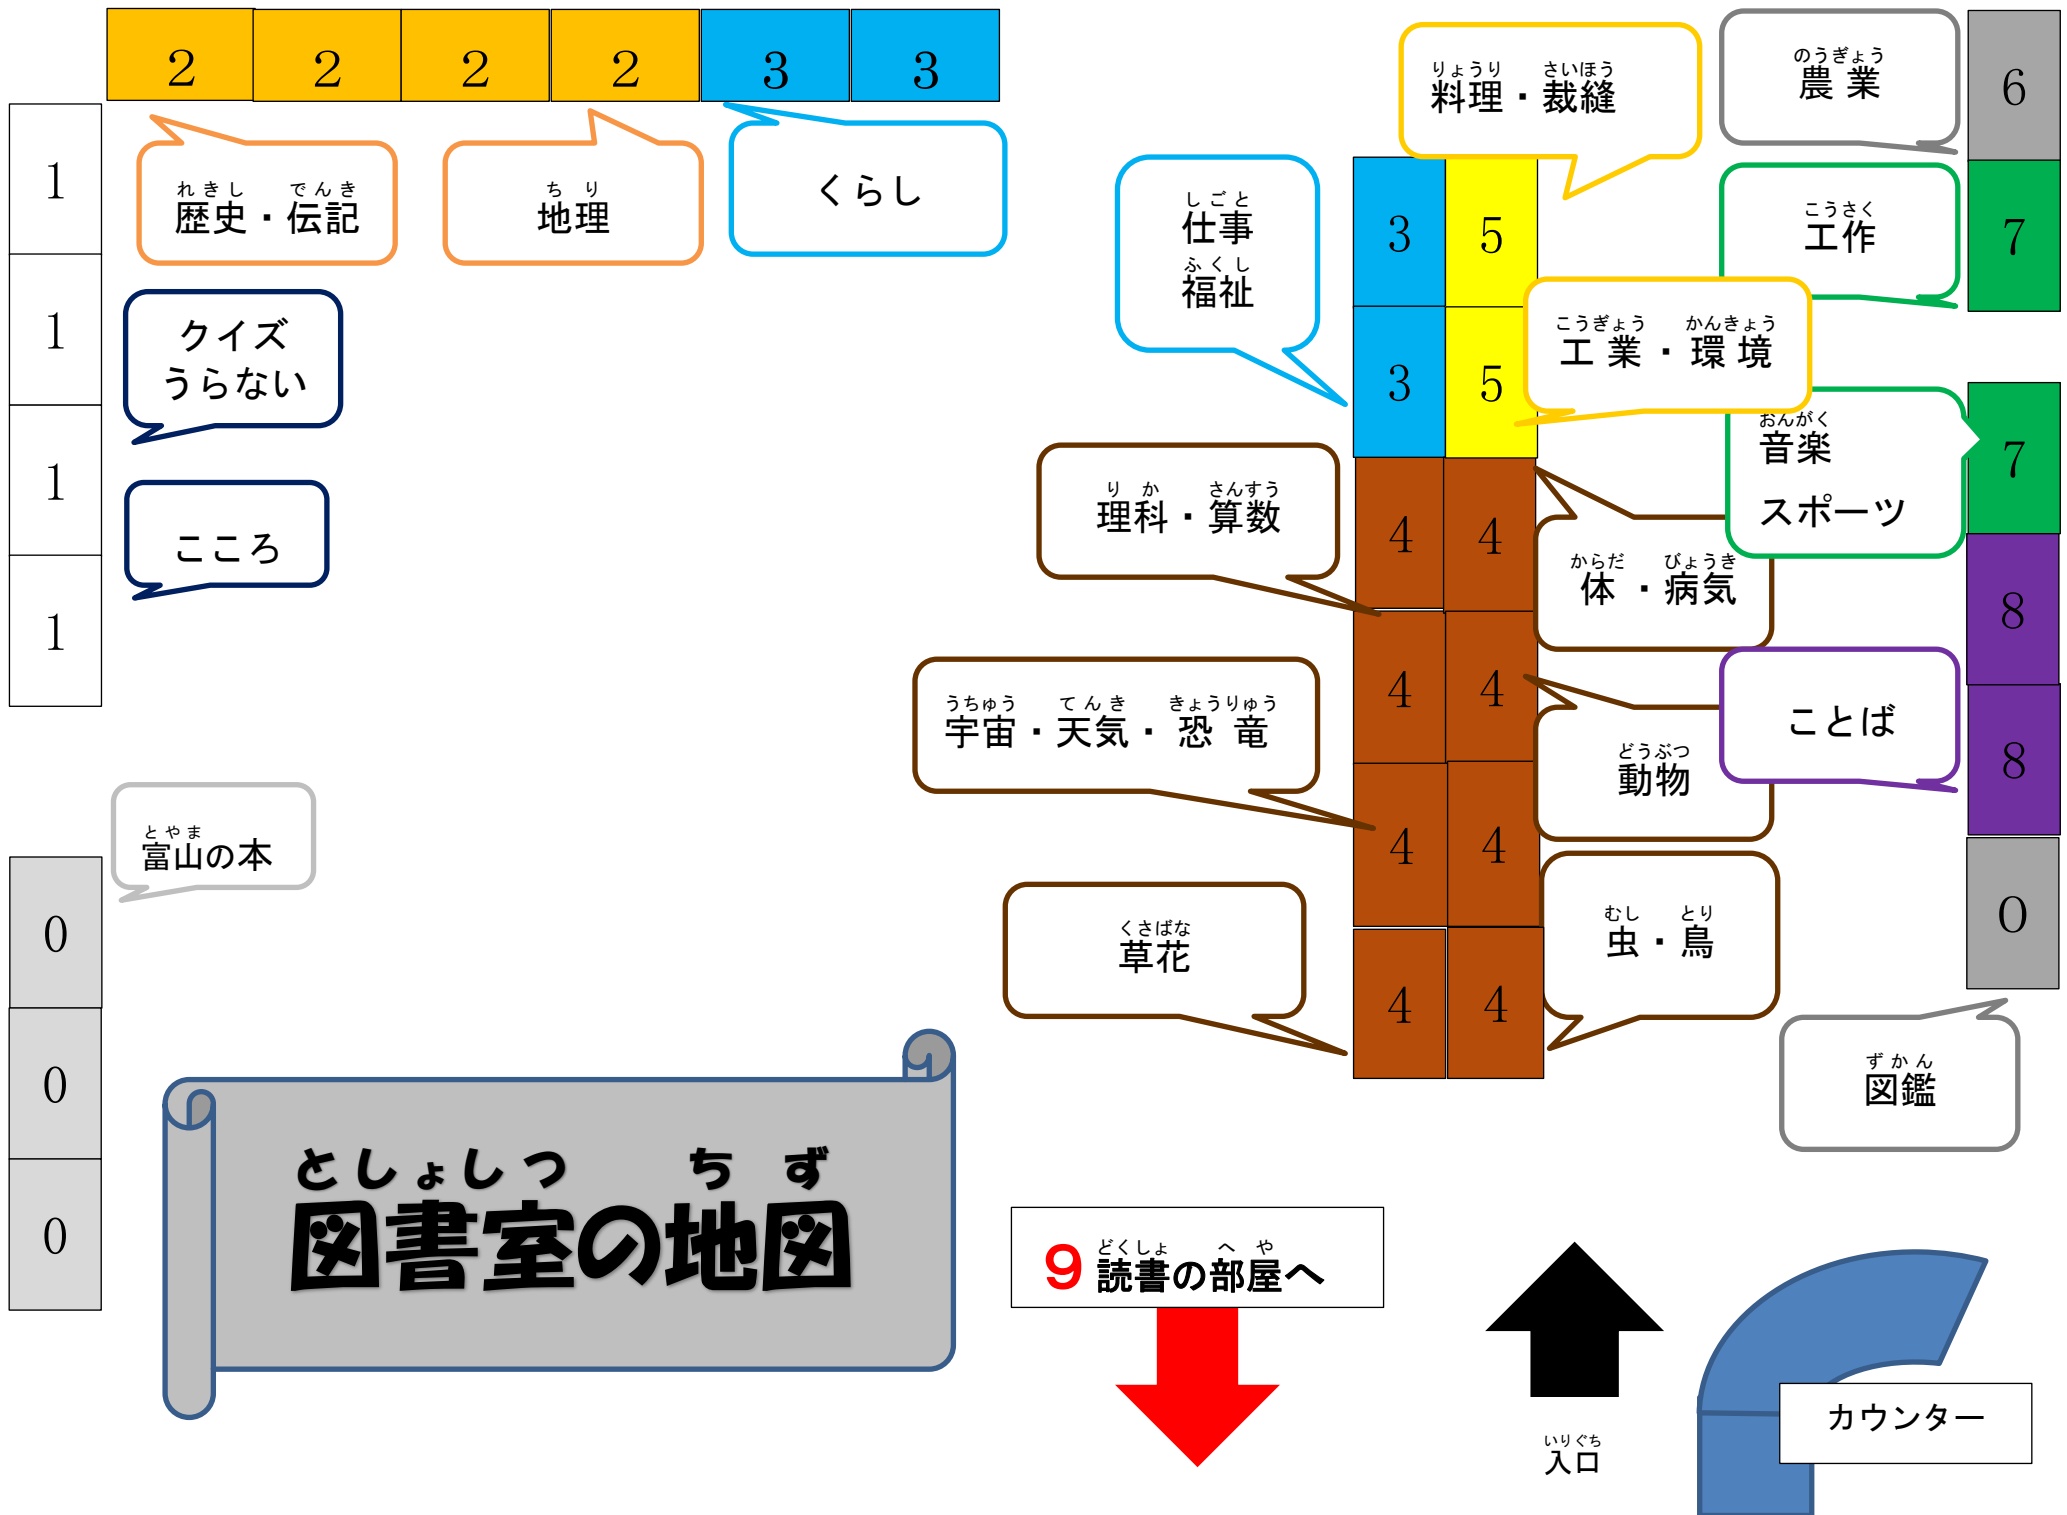 2 2 2 2 3 3
1
1
1
1
れきし でんき
歴史・伝記
ちり
地理
くらし
クイズ
うらない
こころ
とやま
富山の本
0
0
0
りょうり さいほう
料理・裁縫
のうぎょう
農業
6
しごと
仕事
ふくし
福祉
3 5
3 5
こうさく
工作
7
こうぎょう かんきょう
工業・環境
おんがく
音楽
スポーツ
7
りか さんすう
理科・算数
4 4
からだ びょうき
体・病気
8
うちゅう てんき きょうりゅう
宇宙・天気・恐竜
4 4
どうぶつ
動物
ことば
8
4 4
くさばな
草花
むし とり
虫・鳥
0
4 4
ずかん
図鑑
としょしつ ちず
図書室の地図
どくしょ へや
9 読書の部屋へ
いりぐち
入口
カウンター